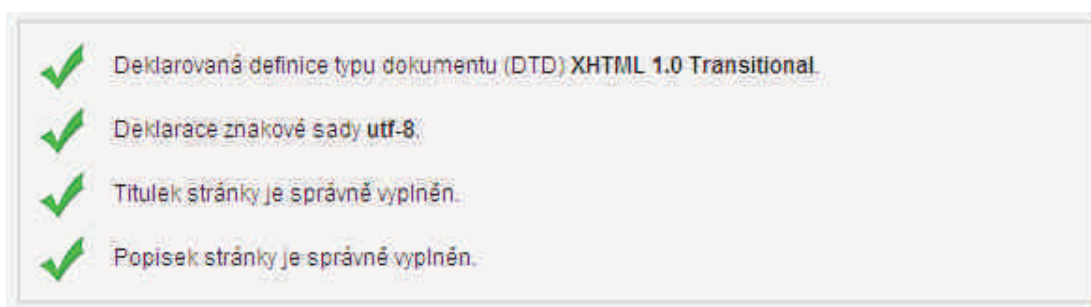 Deklarovaná definice typu dokumentu (DTD) XHTML 1.0 Transitional.
Deklarace znakové sady utf-8.
Titulek stránky je správně vyplněn.
Popisek stránky je správně vyplněn.